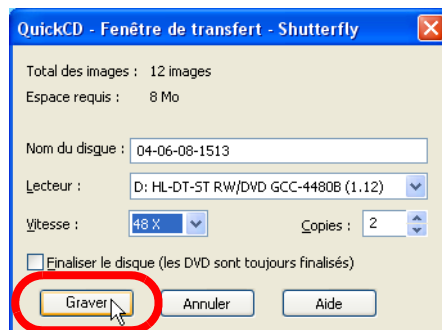 QuickCD - Fenêtre de transfert - Shutterfly
Total des images : 12 images
Espace requis : 8 Mo
Nom du disque : 04-06-08-1513
Lecteur : D: HL-DT-ST RW/DVD GCC-4480B (1.12)
Vitesse : 48 X Copies : 2
Finaliser le disque (les DVD sont toujours finalisés)
Graver Annuler Aide